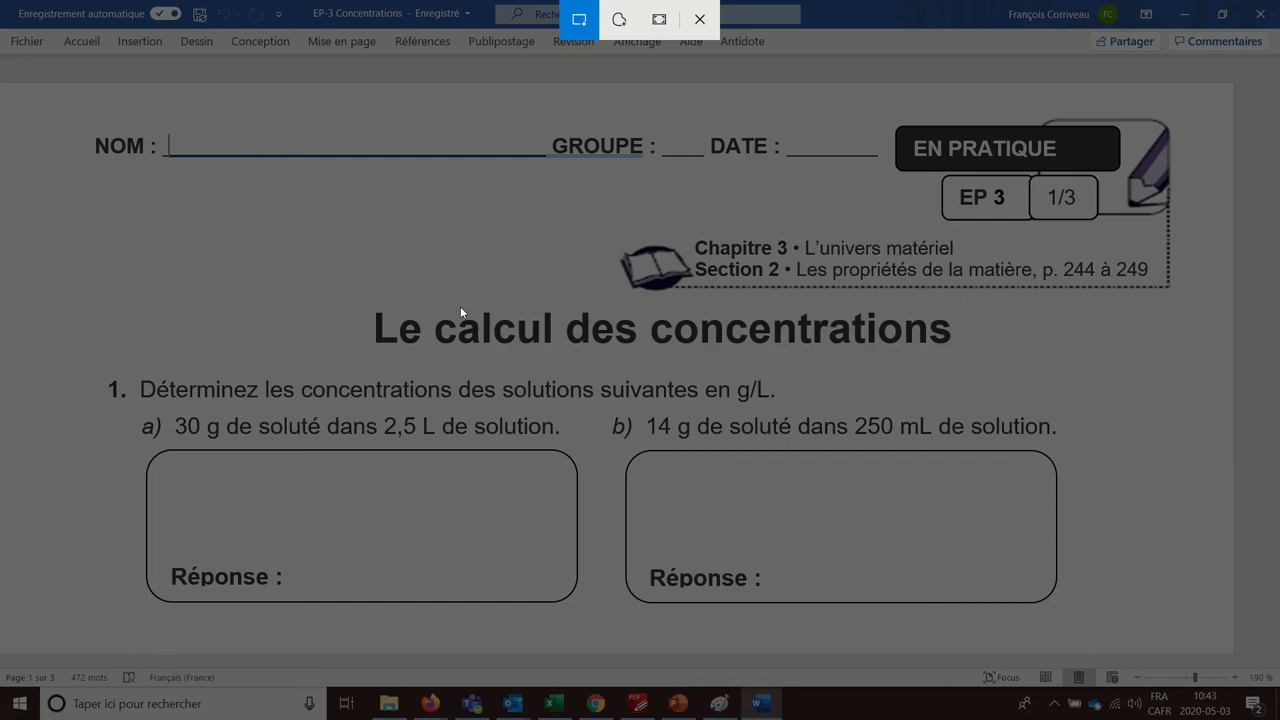 Enregistrement automatique
EP-3 Concentrations - Enregistré
Reche
François Corriveau
FC
Fichier
Accueil
Insertion
Dessin
Conception
Mise en page
Références
Publipostage
Révision
Affichage
Aide
Antidote
Partager
Commentaires
NOM : GROUPE : ____ DATE : ________
EN PRATIQUE
EP 3
1/3
Chapitre 3 • L'univers matériel
Section 2 • Les propriétés de la matière, p. 244 à 249
Le calcul des concentrations
1. Déterminez les concentrations des solutions suivantes en g/L.
a) 30 g de soluté dans 2,5 L de solution.
b) 14 g de soluté dans 250 mL de solution.
Réponse :
Réponse :
Page 1 sur 3
472 mots
Français (France)
Focus
190 %
Taper ici pour rechercher
FRA
CAFR
10:43
2020-05-03
2